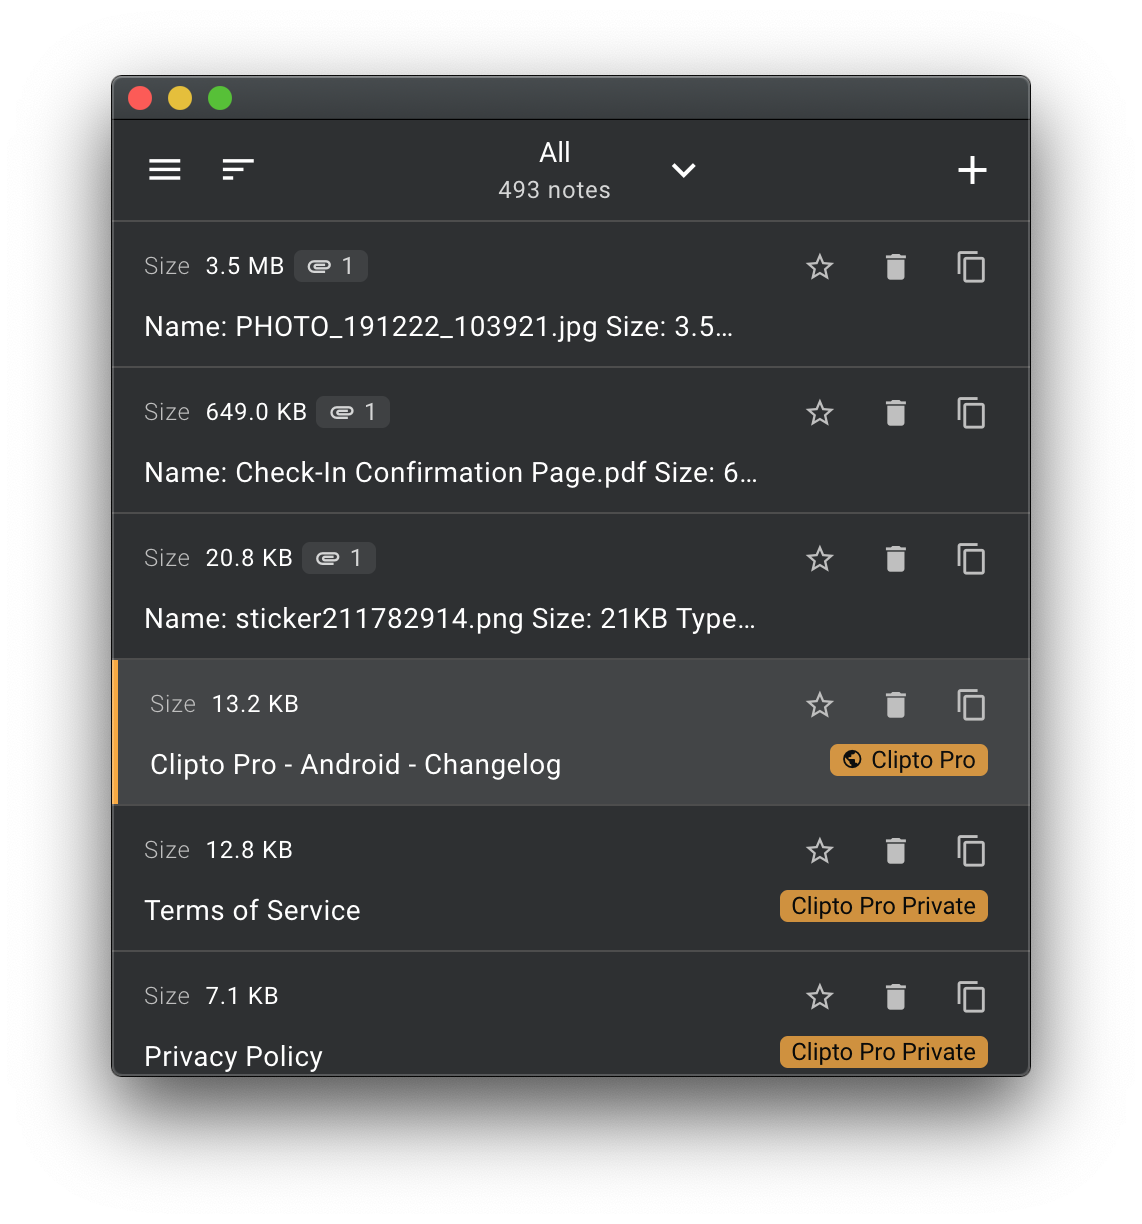 All
493 notes
Size 3.5 MB 1
Name: PHOTO_191222_103921.jpg Size: 3.5...
Size 649.0 KB 1
Name: Check-In Confirmation Page.pdf Size: 6...
Size 20.8 KB 1
Name: sticker211782914.png Size: 21KB Type...
Size 13.2 KB
Clipto Pro - Android - Changelog Clipto Pro
Size 12.8 KB
Terms of Service Clipto Pro Private
Size 7.1 KB
Privacy Policy Clipto Pro Private